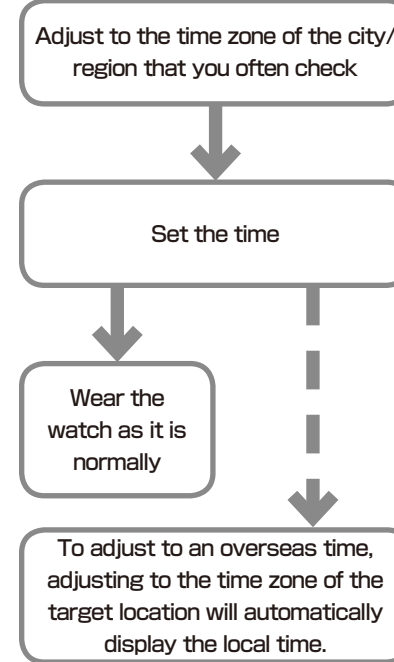 Adjust to the time zone of the city/
region that you often check
Set the time
Wear the
watch as it is
normally
To adjust to an overseas time,
adjusting to the time zone of the
target location will automatically
display the local time.